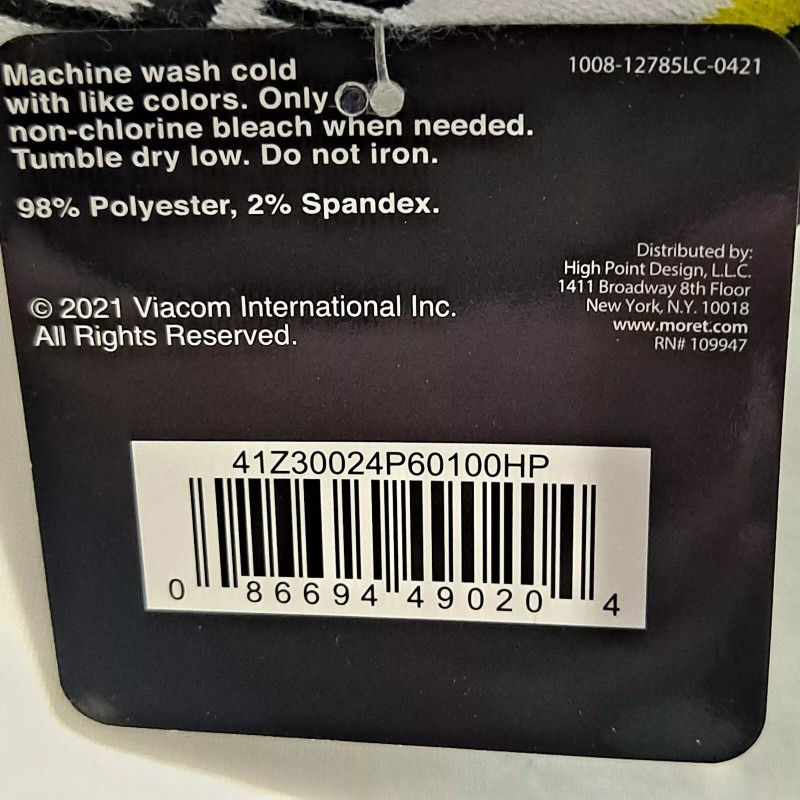 Machine wash cold
with like colors. Only
non-chlorine bleach when needed.
Tumble dry low. Do not iron.
98% Polyester, 2% Spandex.
© 2021 Viacom International Inc.
All Rights Reserved.
1008-12785LC-0421
Distributed by:
High Point Design, L.L.C.
1411 Broadway 8th Floor
New York, N.Y. 10018
www.moret.com
RN# 109947
41Z30024P60100HP
0 86694 49020 4